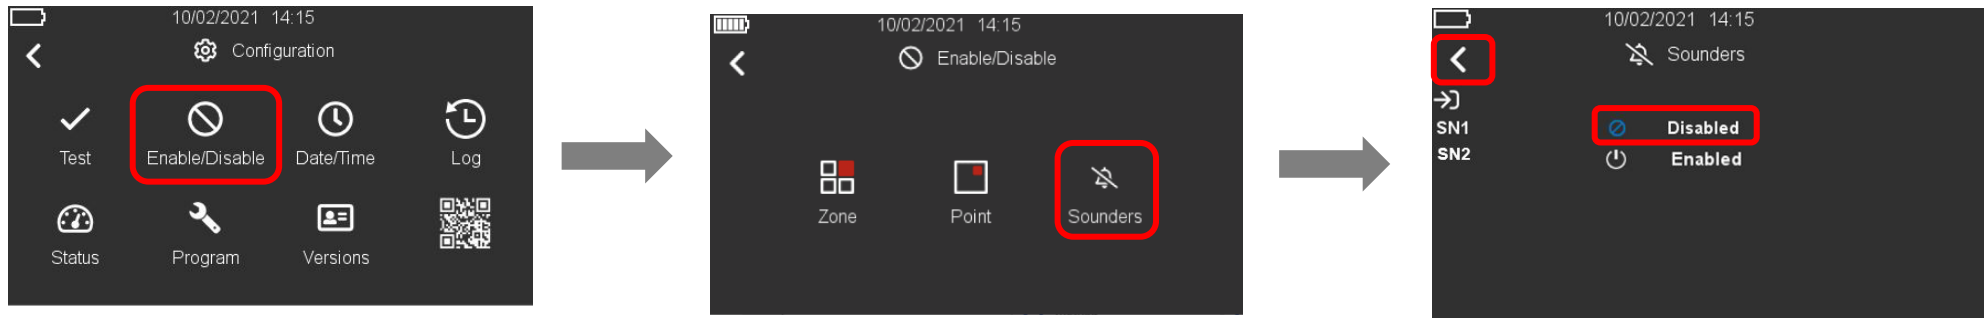 10/02/2021 14:15
Configuration
Test Enable/Disable Date/Time Log
Status Program Versions
10/02/2021 14:15
Enable/Disable
Zone Point Sounders
10/02/2021 14:15
Sounders
SN1 Disabled
SN2 Enabled